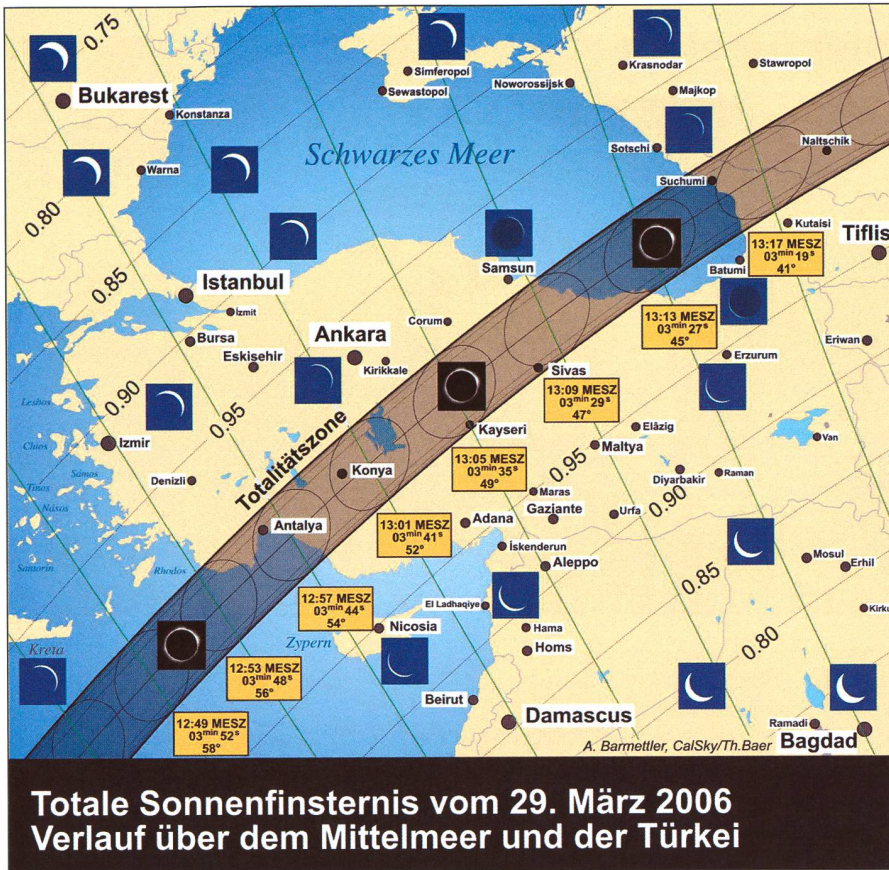 0.75
Bukarest
Konstanza
Simferopol
Sewastopol
Noworossijsk
Krasnodar
Stawropol
Majkop
Schwarzes Meer
Sotschi
Naltschik
Warna
Suchumi
0.80
Kutaisi
Tiflis
13:17 MESZ
03min 19s
41°
Batumi
Samsun
0.85
Istanbul
İzmit
Bursa
Ankara
Corum
Kirikkale
Eskişehir
13:13 MESZ
03min 27s
45°
Eriwan
Erzurum
Sivas
13:09 MESZ
03min 29s
47°
0.90
0.95
Lesbos
Izmir
Sámos
Tinos
Náxos
Santorin
Rhodos
Denizli
Totalitätszone
Konya
Antalya
Kayseri
Elâzig
Maltya
Van
13:05 MESZ
03min 35s
49°
0.95
Diyarbakir
Raman
Maras
0.90
Gaziante
Urfa
Adana
13:01 MESZ
03min 41s
52°
İskenderun
Aleppo
0.85
Mosul
Erhil
12:57 MESZ
03min 44s
54°
El Ladhaqiye
Kirku
Nicosia
Zypern
Hama
Homs
0.80
Kreta
12:53 MESZ
03min 48s
56°
Beirut
Damascus
12:49 MESZ
03min 52s
58°
Ramadi
Bagdad
A. Barmettler, CalSky/Th.Baer
Totale Sonnenfinsternis vom 29. März 2006
Verlauf über dem Mittelmeer und der Türkei